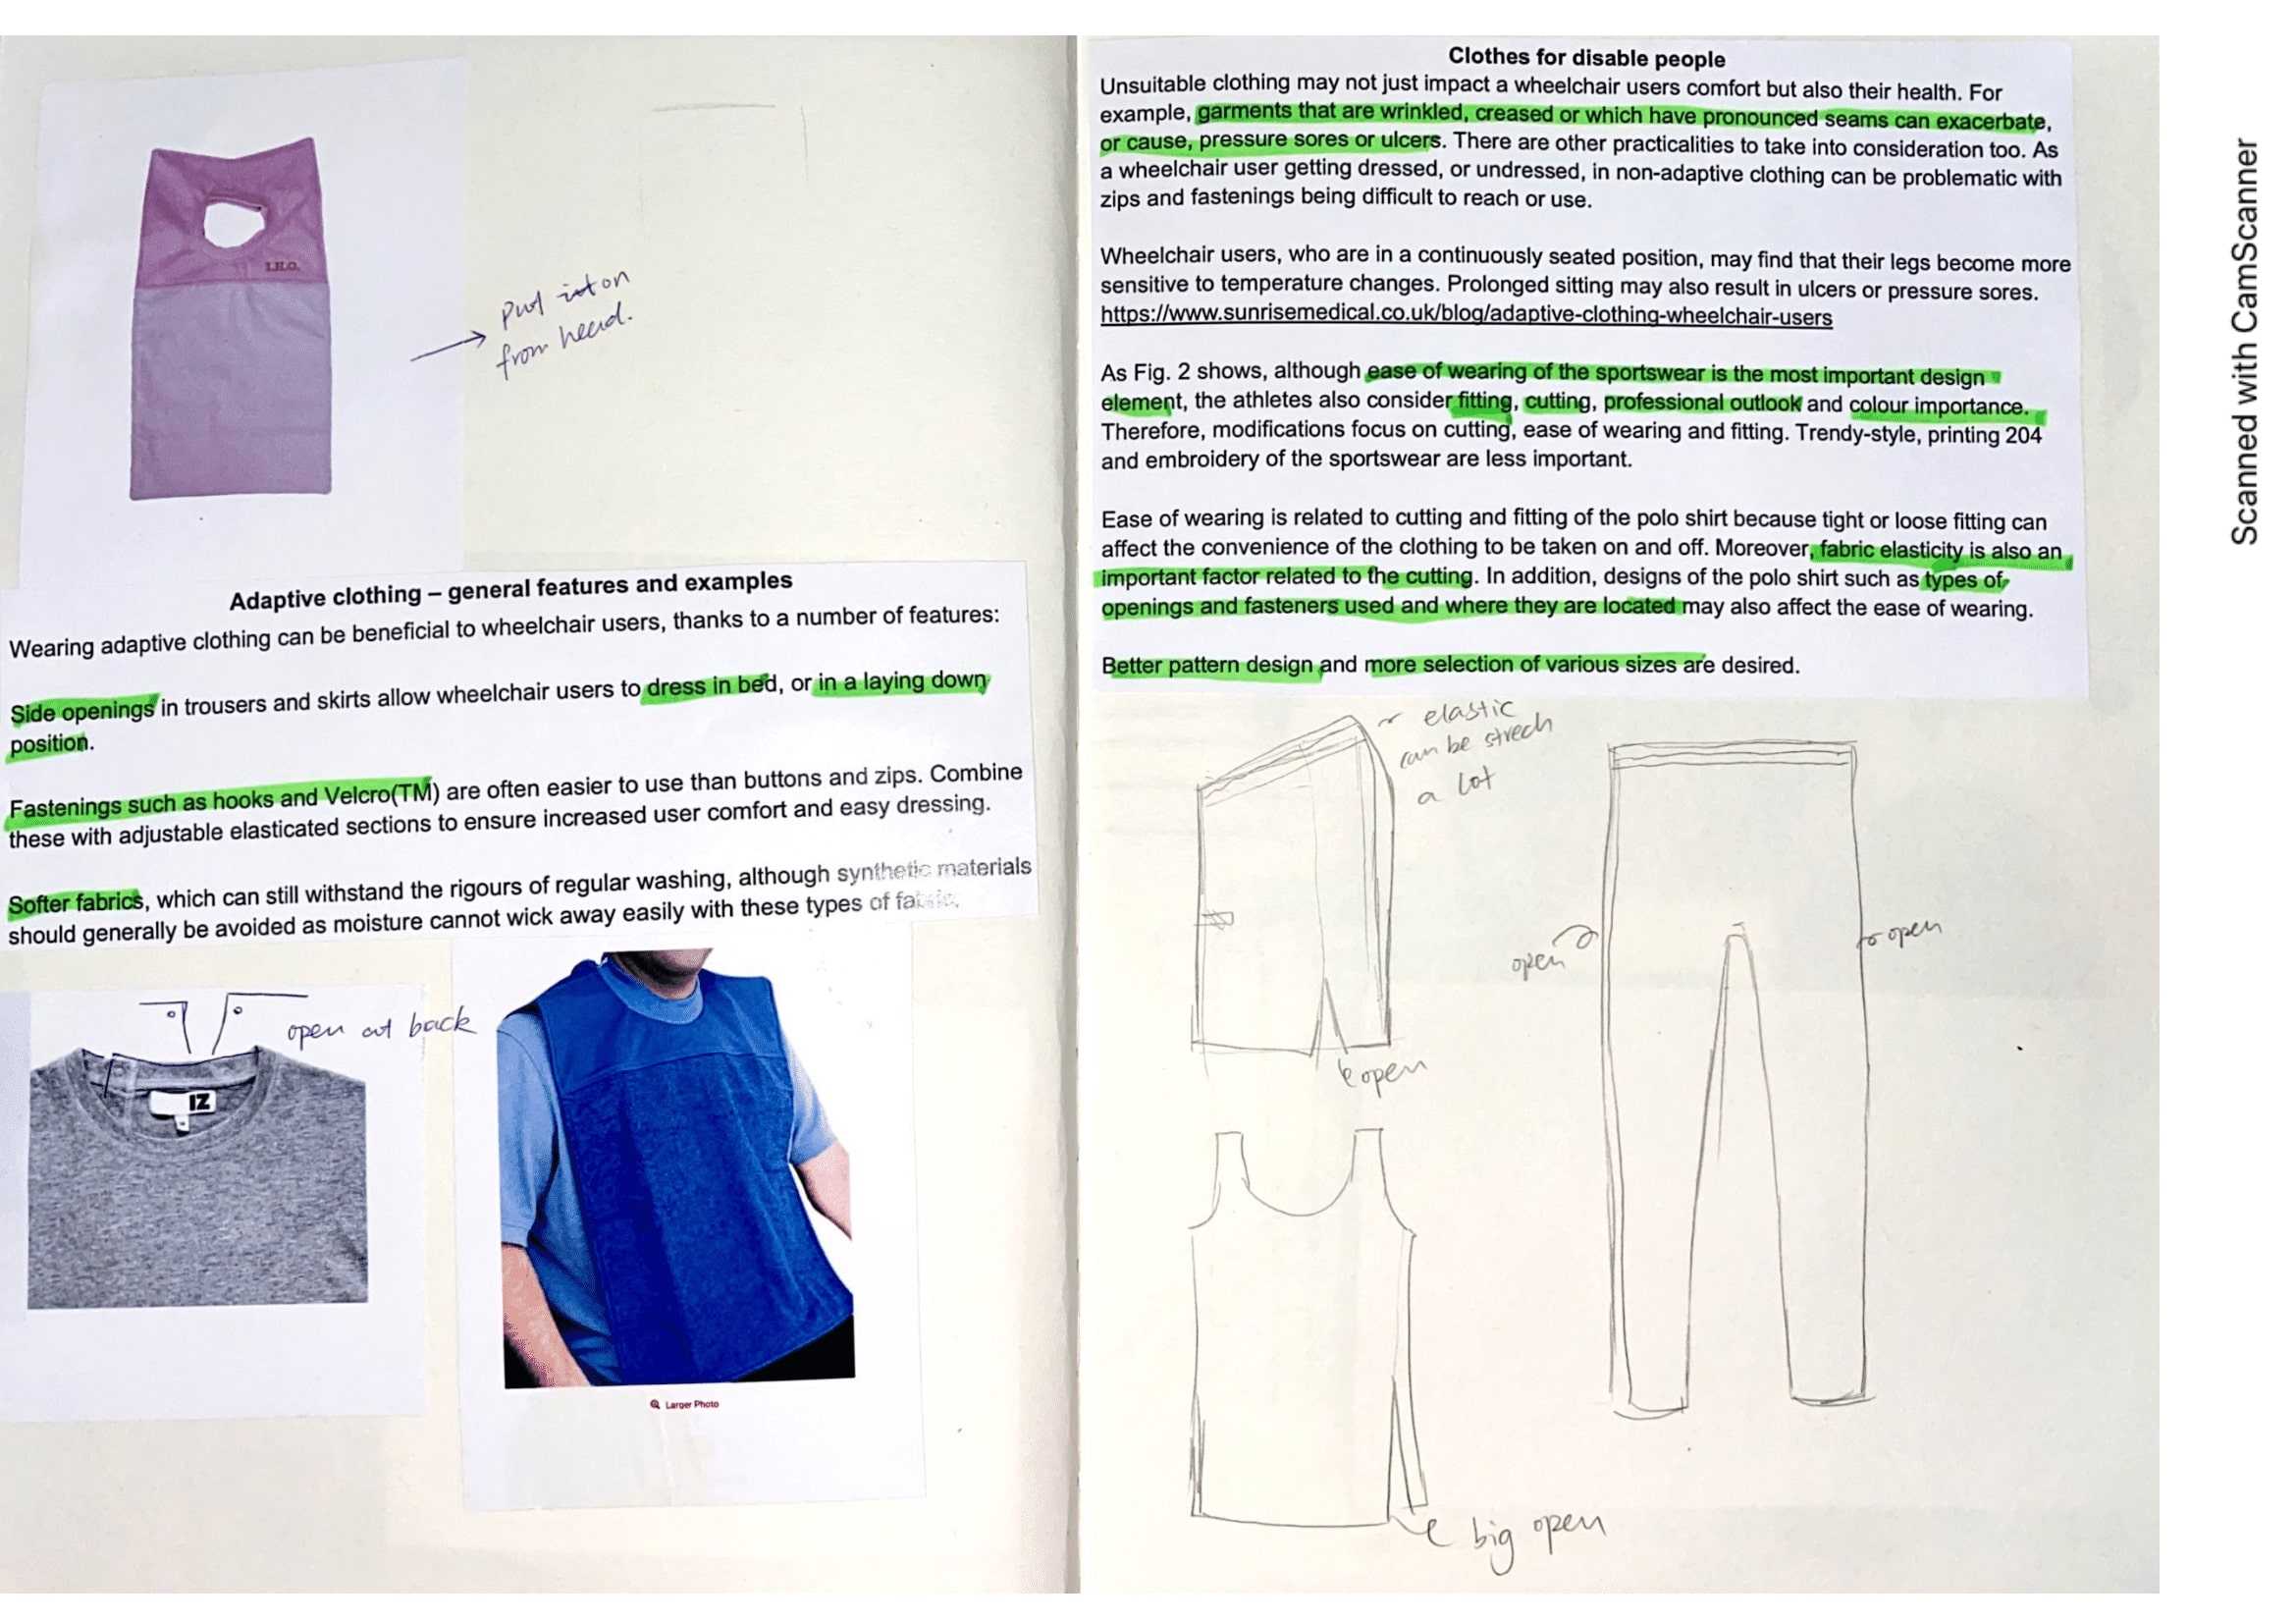 I.H.O.
put it on
from head.
Adaptive clothing – general features and examples
Wearing adaptive clothing can be beneficial to wheelchair users, thanks to a number of features:
Side openings in trousers and skirts allow wheelchair users to dress in bed, or in a laying down
position.
Fastenings such as hooks and Velcro(TM) are often easier to use than buttons and zips. Combine
these with adjustable elasticated sections to ensure increased user comfort and easy dressing.
Softer fabrics, which can still withstand the rigours of regular washing, although synthetic materials
should generally be avoided as moisture cannot wick away easily with these types of fabric.
open at back
IZ
Larger Photo
Clothes for disable people
Unsuitable clothing may not just impact a wheelchair users comfort but also their health. For
example, garments that are wrinkled, creased or which have pronounced seams can exacerbate,
or cause, pressure sores or ulcers. There are other practicalities to take into consideration too. As
a wheelchair user getting dressed, or undressed, in non-adaptive clothing can be problematic with
zips and fastenings being difficult to reach or use.
Wheelchair users, who are in a continuously seated position, may find that their legs become more
sensitive to temperature changes. Prolonged sitting may also result in ulcers or pressure sores.
https://www.sunrisemedical.co.uk/blog/adaptive-clothing-wheelchair-users
As Fig. 2 shows, although ease of wearing of the sportswear is the most important design
element, the athletes also consider fitting, cutting, professional outlook and colour importance.
Therefore, modifications focus on cutting, ease of wearing and fitting. Trendy-style, printing 204
and embroidery of the sportswear are less important.
Ease of wearing is related to cutting and fitting of the polo shirt because tight or loose fitting can
affect the convenience of the clothing to be taken on and off. Moreover, fabric elasticity is also an
important factor related to the cutting. In addition, designs of the polo shirt such as types of
openings and fasteners used and where they are located may also affect the ease of wearing.
Better pattern design and more selection of various sizes are desired.
elastic
can be strech
a lot
open
open
open
big open
Scanned with CamScanner